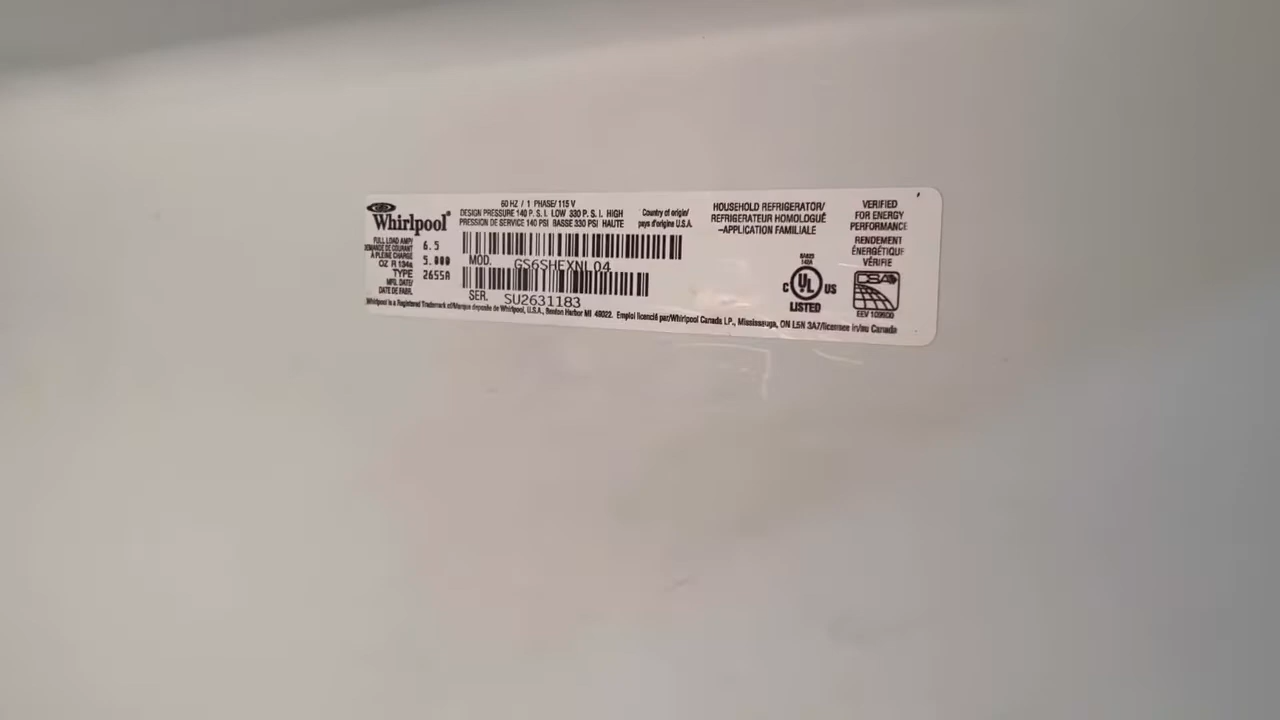 Whirlpool®
60 HZ / 1 PHASE/ 115 V
DESIGN PRESSURE 140 P. S. I. LOW 330 P. S. I. HIGH
PRESSION DE SERVICE 140 PSI BASSE 330 PSI HAUTE
Country of origin/
pays d'origine U.S.A.
FULL LOAD AMP/
DEMANDE DE COURANT
À PLEINE CHARGE
6.5
OZ R 134a
5.000
TYPE
2655A
MFG. DATE/
DATE DE FABR.
MOD.
GS6SHEXNL04
SER.
SU2631183
HOUSEHOLD REFRIGERATOR/
REFRIGERATEUR HOMOLOGUÉ
-APPLICATION FAMILIALE
C UL US
LISTED
VERIFIED
FOR ENERGY
PERFORMANCE
RENDEMENT
ÉNERGÉTIQUE
VÉRIFIÉ
EEV
Whirlpool is a Registered Trademark of/Marque deposée de Whirlpool, U.S.A., Benton Harbor MI 49022. Emploi licencié par/Whirlpool Canada LP., Mississauga, ON L5N 3A7/licensee in/au Canada